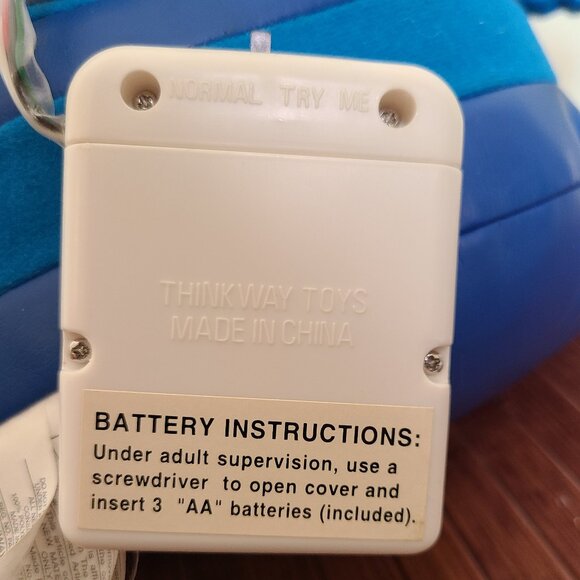 NORMAL TRY ME
THINKWAY TOYS
MADE IN CHINA
BATTERY INSTRUCTIONS:
Under adult supervision, use a
screwdriver to open cover and
insert 3 "AA" batteries (included).